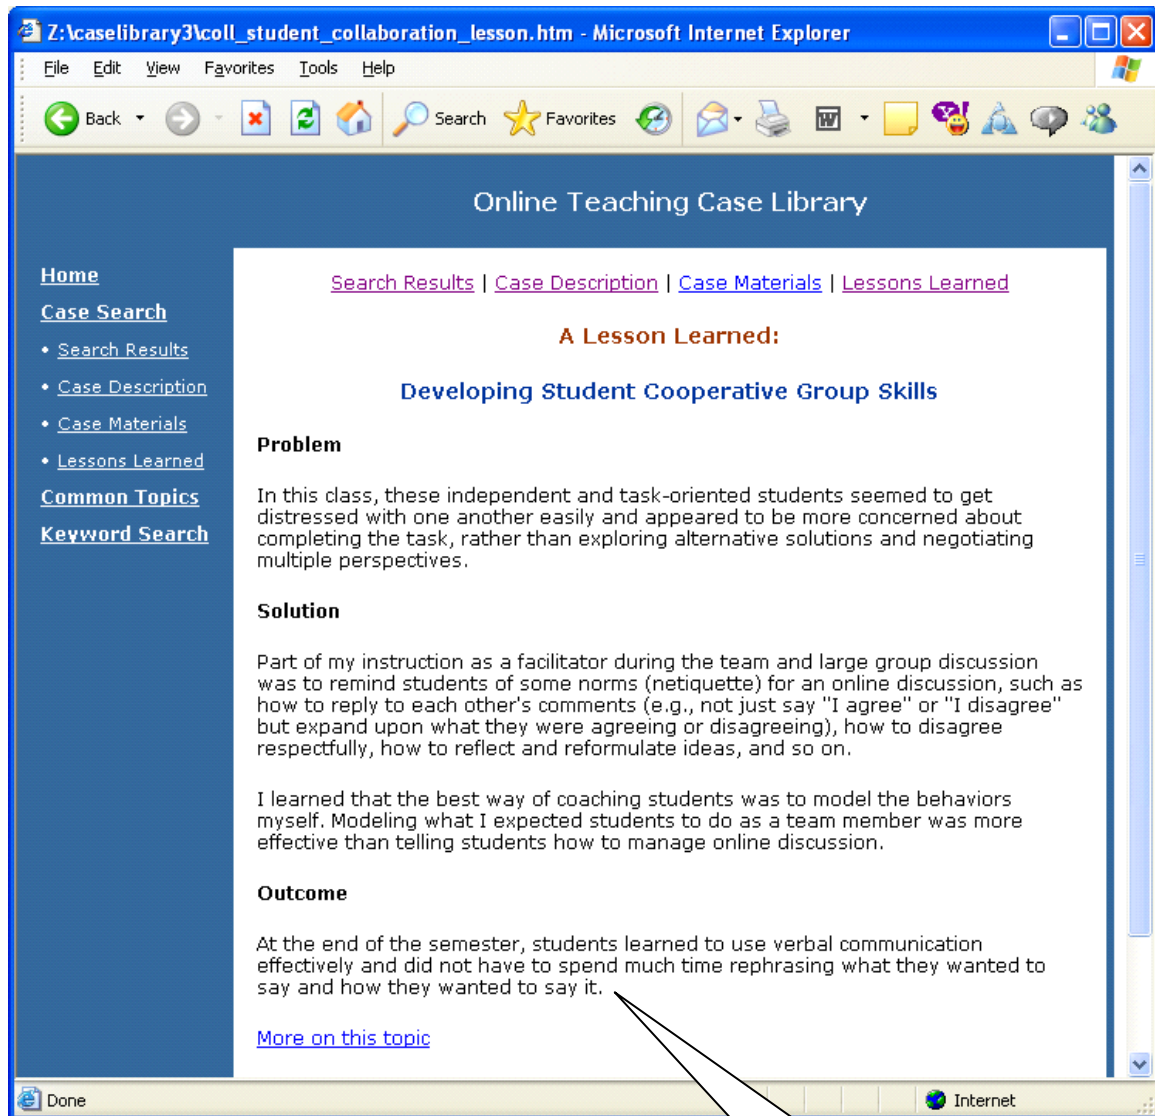 Z:\caselibrary3\coll_student_collaboration_lesson.htm - Microsoft Internet Explorer
File Edit View Favorites Tools Help
Back Search Favorites
Online Teaching Case Library
Home
Case Search
• Search Results
• Case Description
• Case Materials
• Lessons Learned
Common Topics
Keyword Search
Search Results | Case Description | Case Materials | Lessons Learned
A Lesson Learned:
Developing Student Cooperative Group Skills
Problem
In this class, these independent and task-oriented students seemed to get
distressed with one another easily and appeared to be more concerned about
completing the task, rather than exploring alternative solutions and negotiating
multiple perspectives.
Solution
Part of my instruction as a facilitator during the team and large group discussion
was to remind students of some norms (netiquette) for an online discussion, such as
how to reply to each other's comments (e.g., not just say "I agree" or "I disagree"
but expand upon what they were agreeing or disagreeing), how to disagree
respectfully, how to reflect and reformulate ideas, and so on.
I learned that the best way of coaching students was to model the behaviors
myself. Modeling what I expected students to do as a team member was more
effective than telling students how to manage online discussion.
Outcome
At the end of the semester, students learned to use verbal communication
effectively and did not have to spend much time rephrasing what they wanted to
say and how they wanted to say it.
More on this topic
Done Internet